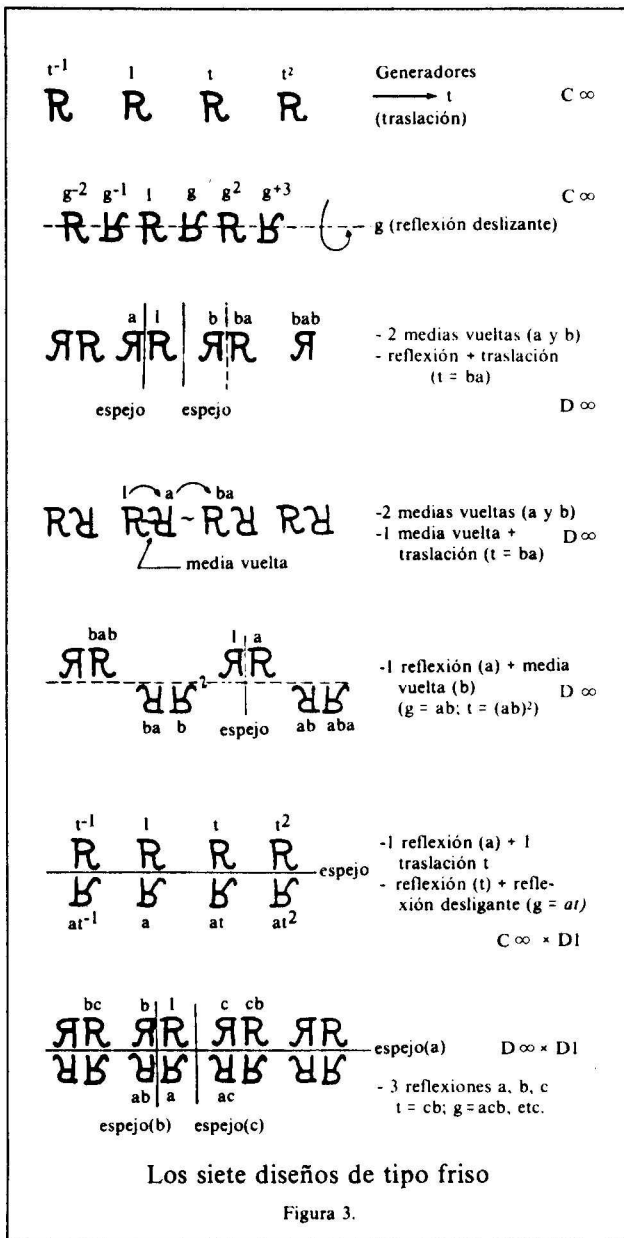 t⁻¹ 1 t t² Generadores
R R R R → t C ∞
(traslación)
g⁻² g⁻¹ 1 g g² g⁺³ C ∞
g (reflexión deslizante)
a 1 b ba bab
- 2 medias vueltas (a y b)
- reflexión + traslación
(t = ba)
espejo espejo
D ∞
1 a ba
-2 medias vueltas (a y b)
-1 media vuelta + D ∞
traslación (t = ba)
media vuelta
bab 1 a
-1 reflexión (a) + media
2
vuelta (b) D ∞
(g = ab; t = (ab)²)
ba b espejo ab aba
t⁻¹ 1 t t²
R R R R
-1 reflexión (a) + 1
traslación t
espejo
- reflexión (t) + refle-
xión desligante (g = at)
at⁻¹ a at at²
C ∞ × D1
bc b 1 c cb
espejo(a) D ∞ × D1
ab a ac
- 3 reflexiones a, b, c
t = cb; g = acb, etc.
espejo(b) espejo(c)
Los siete diseños de tipo friso
Figura 3.